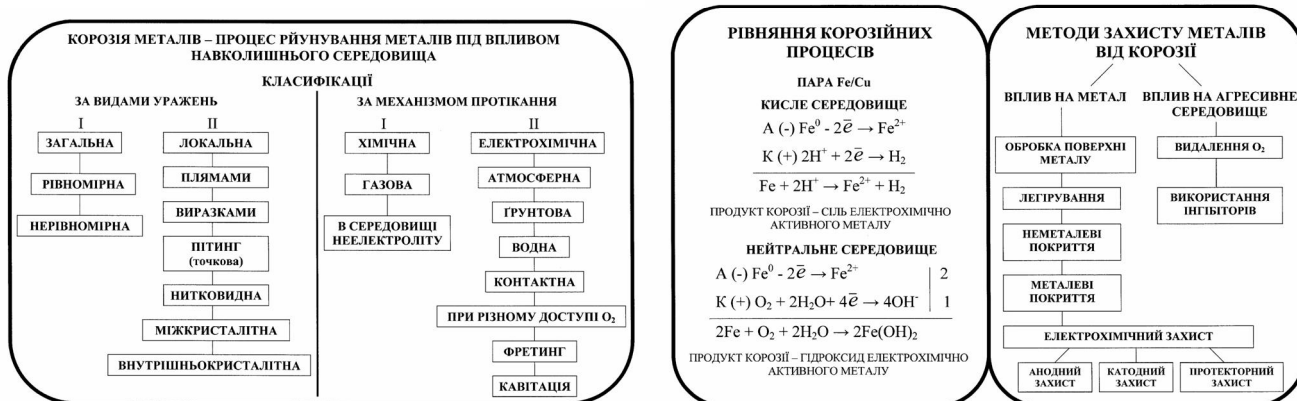 КОРОЗІЯ МЕТАЛІВ – ПРОЦЕС РЙУНУВАННЯ МЕТАЛІВ ПІД ВПЛИВОМ
НАВКОЛИШНЬОГО СЕРЕДОВИЩА
КЛАСИФІКАЦІЇ
ЗА ВИДАМИ УРАЖЕНЬ
I
ЗАГАЛЬНА
РІВНОМІРНА
НЕРІВНОМІРНА
II
ЛОКАЛЬНА
ПЛЯМАМИ
ВИРАЗКАМИ
ПІТИНГ
(точкова)
НИТКОВИДНА
МІЖКРИСТАЛІТНА
ВНУТРІШНЬОКРИСТАЛІТНА
ЗА МЕХАНІЗМОМ ПРОТІКАННЯ
I
ХІМІЧНА
ГАЗОВА
В СЕРЕДОВИЩІ
НЕЕЛЕКТРОЛІТУ
II
ЕЛЕКТРОХІМІЧНА
АТМОСФЕРНА
ҐРУНТОВА
ВОДНА
КОНТАКТНА
ПРИ РІЗНОМУ ДОСТУПІ O₂
ФРЕТИНГ
КАВІТАЦІЯ
РІВНЯННЯ КОРОЗІЙНИХ
ПРОЦЕСІВ
ПАРА Fe/Cu
КИСЛЕ СЕРЕДОВИЩЕ
А (-) Fe⁰ - 2ē → Fe²⁺
К (+) 2H⁺ + 2ē → H₂
Fe + 2H⁺ → Fe²⁺ + H₂
ПРОДУКТ КОРОЗІЇ – СІЛЬ ЕЛЕКТРОХІМІЧНО
АКТИВНОГО МЕТАЛУ
НЕЙТРАЛЬНЕ СЕРЕДОВИЩЕ
А (-) Fe⁰ - 2ē → Fe²⁺ | 2
К (+) O₂ + 2H₂O+ 4ē → 4OH⁻ | 1
2Fe + O₂ + 2H₂O → 2Fe(OH)₂
ПРОДУКТ КОРОЗІЇ – ГІДРОКСИД ЕЛЕКТРОХІМІЧНО
АКТИВНОГО МЕТАЛУ
МЕТОДИ ЗАХИСТУ МЕТАЛІВ
ВІД КОРОЗІЇ
ВПЛИВ НА МЕТАЛ
ОБРОБКА ПОВЕРХНІ
МЕТАЛУ
ЛЕГІРУВАННЯ
НЕМЕТАЛЕВІ
ПОКРИТТЯ
МЕТАЛЕВІ
ПОКРИТТЯ
ЕЛЕКТРОХІМІЧНИЙ ЗАХИСТ
АНОДНИЙ
ЗАХИСТ
КАТОДНИЙ
ЗАХИСТ
ПРОТЕКТОРНИЙ
ЗАХИСТ
ВПЛИВ НА АГРЕСИВНЕ
СЕРЕДОВИЩЕ
ВИДАЛЕННЯ O₂
ВИКОРИСТАННЯ
ІНГІБІТОРІВ